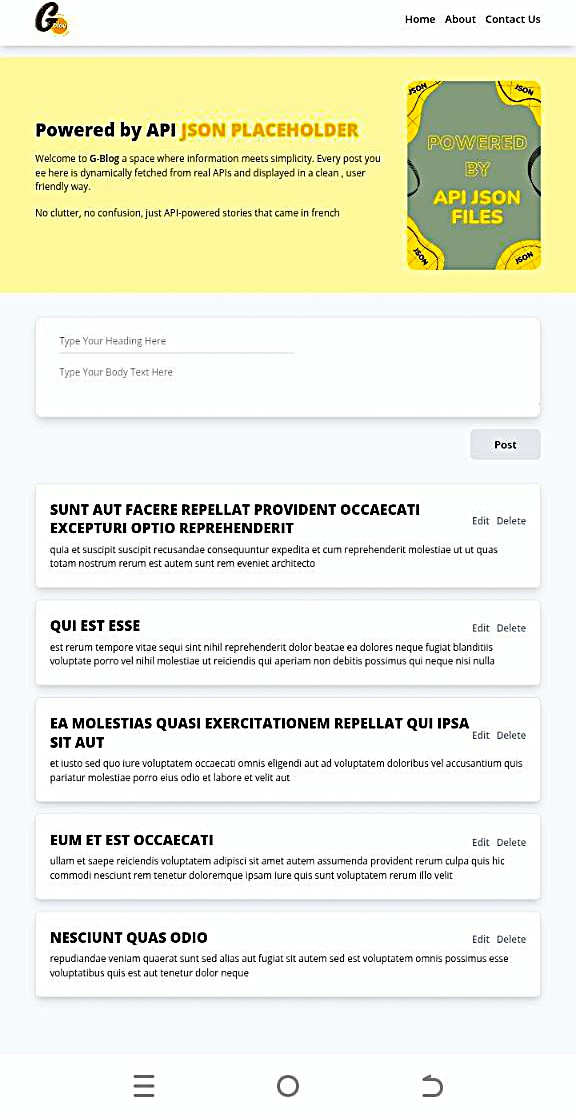 G Blog
Home About Contact Us
Powered by API JSON PLACEHOLDER
Welcome to G-Blog a space where information meets simplicity. Every post you
ee here is dynamically fetched from real APIs and displayed in a clean , user
friendly way.
No clutter, no confusion, just API-powered stories that came in french
JSON
JSON
POWERED
BY
API JSON
FILES
JSON
JSON
Type Your Heading Here
Type Your Body Text Here
Post
SUNT AUT FACERE REPELLAT PROVIDENT OCCAECATI
EXCEPTURI OPTIO REPREHENDERIT
Edit Delete
quia et suscipit suscipit recusandae consequuntur expedita et cum reprehenderit molestiae ut ut quas
totam nostrum rerum est autem sunt rem eveniet architecto
QUI EST ESSE
Edit Delete
est rerum tempore vitae sequi sint nihil reprehenderit dolor beatae ea dolores neque fugiat blanditiis
voluptate porro vel nihil molestiae ut reiciendis qui aperiam non debitis possimus qui neque nisi nulla
EA MOLESTIAS QUASI EXERCITATIONEM REPELLAT QUI IPSA
SIT AUT
Edit Delete
et iusto sed quo iure voluptatem occaecati omnis eligendi aut ad voluptatem doloribus vel accusantium quis
pariatur molestiae porro eius odio et labore et velit aut
EUM ET EST OCCAECATI
Edit Delete
ullam et saepe reiciendis voluptatem adipisci sit amet autem assumenda provident rerum culpa quis hic
commodi nesciunt rem tenetur doloremque ipsam iure quis sunt voluptatem rerum illo velit
NESCIUNT QUAS ODIO
Edit Delete
repudiandae veniam quaerat sunt sed alias aut fugiat sit autem sed est voluptatem omnis possimus esse
voluptatibus quis est aut tenetur dolor neque